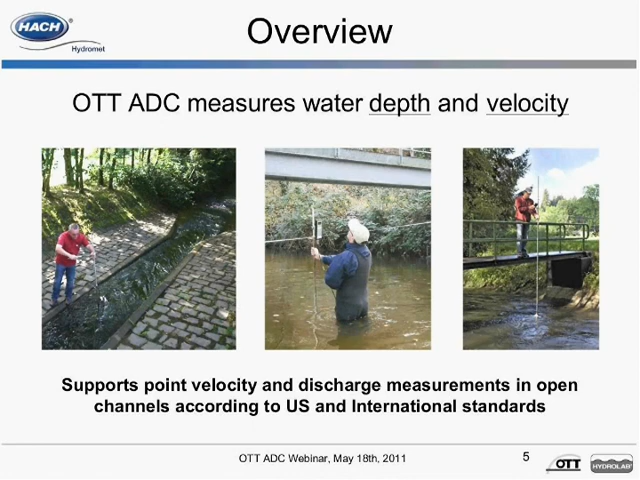 HACH®
Hydromet
Overview
OTT ADC measures water depth and velocity
Supports point velocity and discharge measurements in open
channels according to US and International standards
OTT ADC Webinar, May 18th, 2011
5
OTT
HYDROLAB®